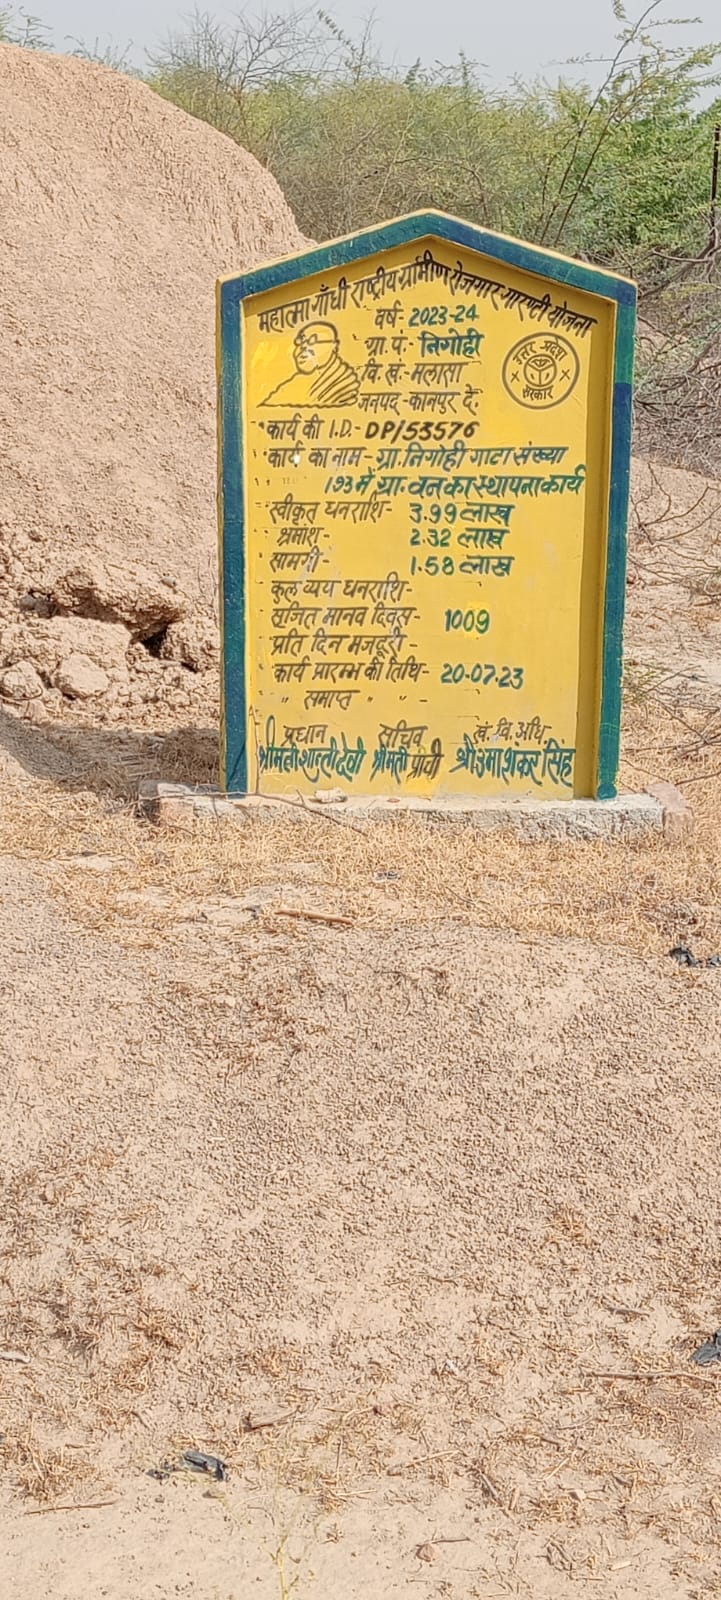 महात्मा गाँधी राष्ट्रीय ग्रामीण रोजगार गारण्टी योजना
वर्ष- 2023-24
ग्रा.पं.- निगोही
वि.खं.- मलासा
जनपद-कानपुर दे.
उत्तर प्रदेश
सरकार
कार्य की I.D.- DP/53576
कार्य का नाम- ग्रा.निगोही गाटा संख्या
193 में ग्रा.वन का स्थापना कार्य
स्वीकृत धनराशि- 3.99 लाख
श्रमांश- 2.32 लाख
सामग्री- 1.58 लाख
कुल व्यय धनराशि-
सृजित मानव दिवस- 1009
प्रति दिन मजदूरी-
कार्य प्रारम्भ की तिथि- 20.07.23
" समाप्त " " -
प्रधान सचिव खं.वि.अधि.
श्रीमती शान्ती देवी श्रीमती प्राची श्री उमाशंकर सिंह